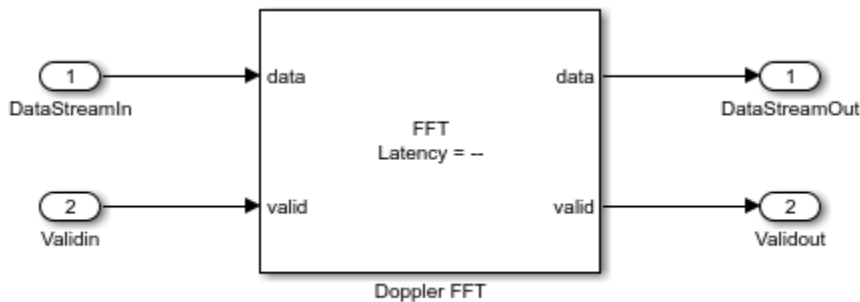 1
data
data
1
DataStreamIn
DataStreamOut
FFT
Latency = --
2
valid
valid
2
Validin
Validout
Doppler FFT